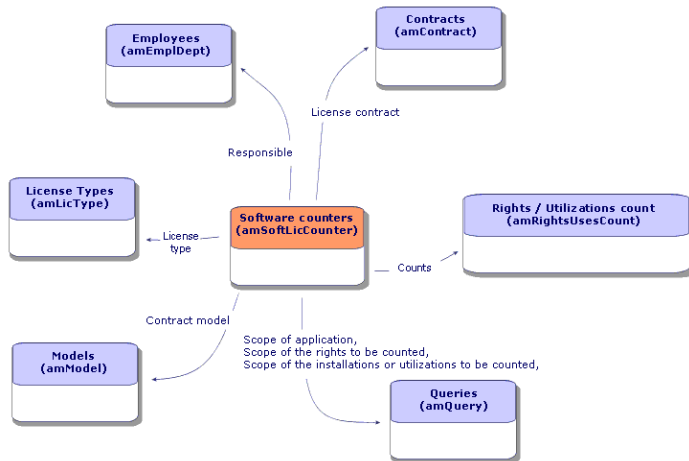 Employees
(amEmplDept)
Contracts
(amContract)
License contract
Responsible
License Types
(amLicType)
Software counters
(amSoftLicCounter)
Rights / Utilizations count
(amRightsUsesCount)
License
type
Counts
Contract model
Scope of application,
Scope of the rights to be counted,
Scope of the installations or utilizations to be counted,
Models
(amModel)
Queries
(amQuery)